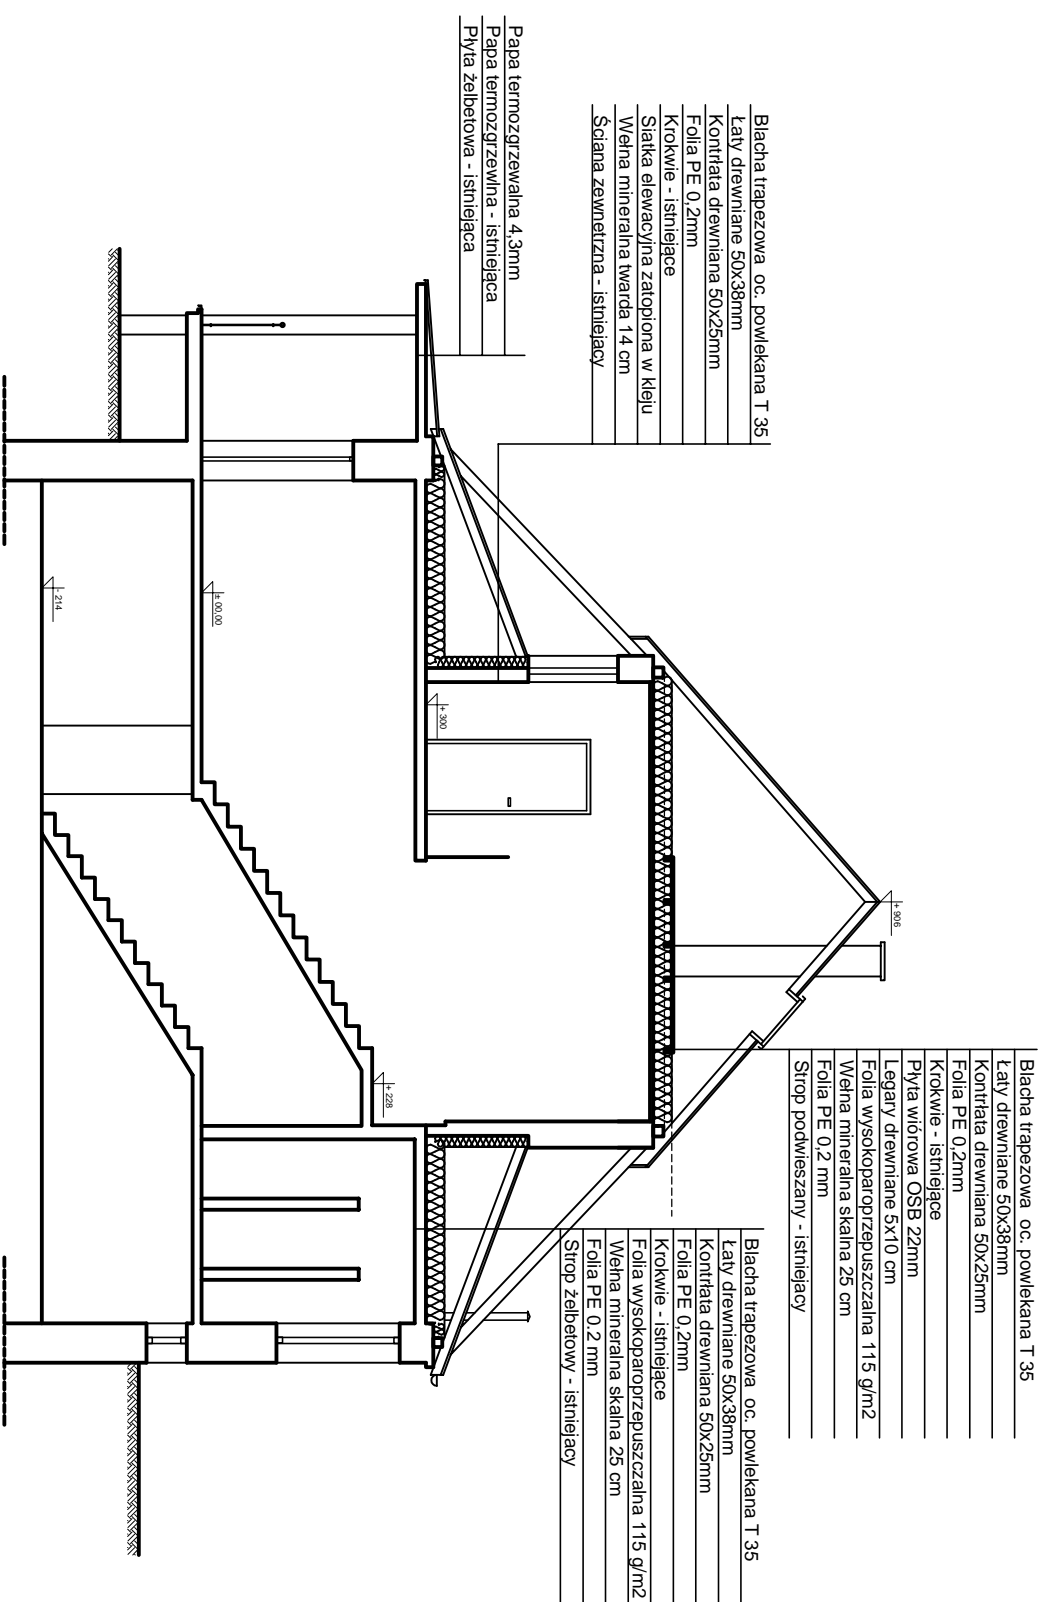 Blacha trapezowa oc. powlekana T 35
Łaty drewniane 50x38mm
Kontrłata drewniana 50x25mm
Folia PE 0,2mm
Krokwie - istniejące
Płyta wiórowa OSB 22mm
Legary drewniane 5x10 cm
Folia wysokoparoprzepuszczalna 115 g/m2
Wełna mineralna skalna 25 cm
Folia PE 0,2 mm
Strop podwieszany - istniejacy
Blacha trapezowa oc. powlekana T 35
Łaty drewniane 50x38mm
Kontrłata drewniana 50x25mm
Folia PE 0,2mm
Krokwie - istniejące
Siatka elewacyjna zatopiona w kleju
Wełna mineralna twarda 14 cm
Ściana zewnetrzna - istniejacy
Blacha trapezowa oc. powlekana T 35
Łaty drewniane 50x38mm
Kontrłata drewniana 50x25mm
Folia PE 0,2mm
Krokwie - istniejące
Folia wysokoparoprzepuszczalna 115 g/m2
Wełna mineralna skalna 25 cm
Folia PE 0.2 mm
Strop żelbetowy - istniejacy
Papa termozgrzewalna 4,3mm
Papa termozgrzewlna - istniejąca
Płyta żelbetowa - istniejąca
+ 906
+ 300
+ 228
± 00,00
- 214